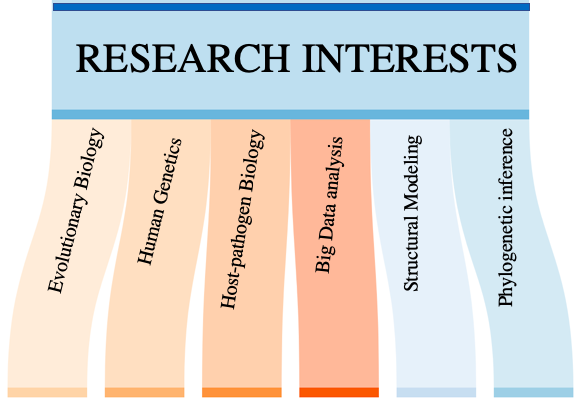 RESEARCH INTERESTS
Evolutionary Biology
Human Genetics
Host-pathogen Biology
Big Data analysis
Structural Modeling
Phylogenetic inference